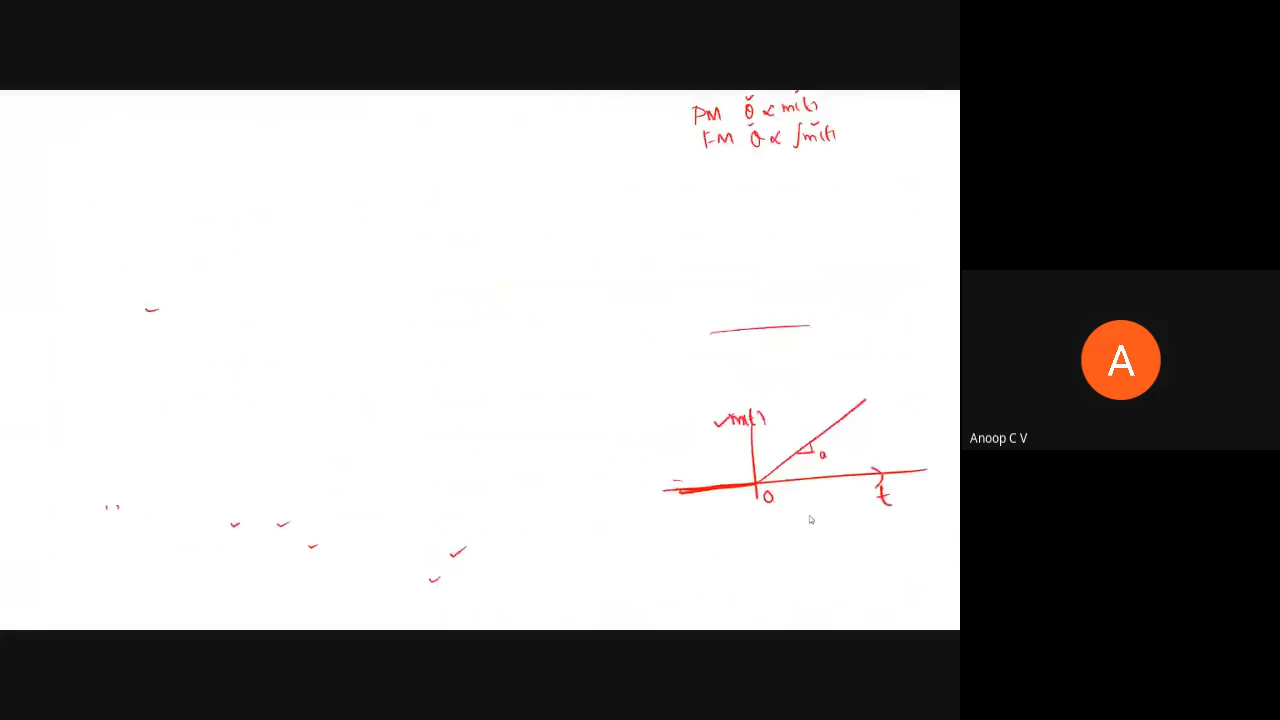 PM θ ∝ m(t)
FM θ ∝ ∫m(t)
m(t)
a
0
t
A
Anoop C V